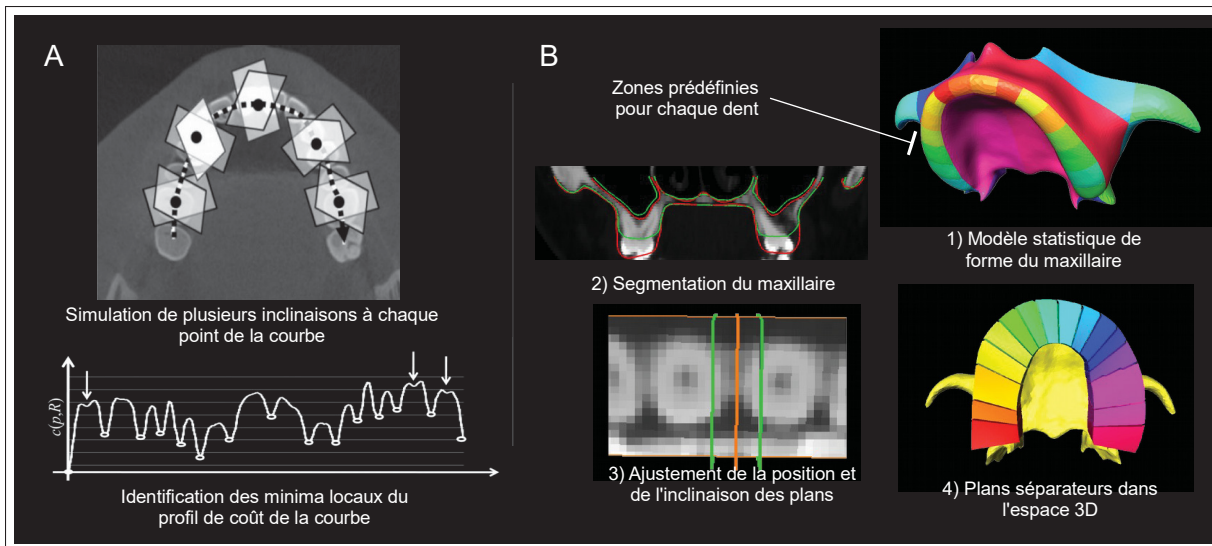 A
Simulation de plusieurs inclinaisons à chaque
point de la courbe
c(p,R)
Identification des minima locaux du
profil de coût de la courbe
B
Zones prédéfinies
pour chaque dent
1) Modèle statistique de
forme du maxillaire
2) Segmentation du maxillaire
3) Ajustement de la position et
de l'inclinaison des plans
4) Plans séparateurs dans
l'espace 3D